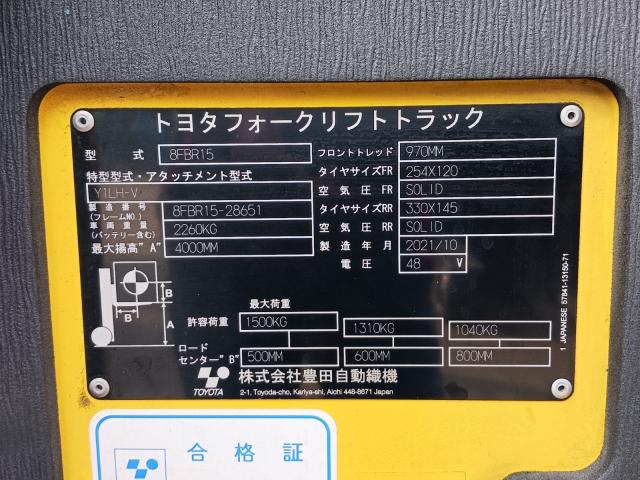 トヨタフォークリフトトラック
型式 8FBR15
フロントトレッド 970MM
特型型式・アタッチメント型式
タイヤサイズFR 254X120
Y1LH-V
空気圧FR SOLID
製造番号
(フレームNO.) 8FBR15-28651
タイヤサイズRR 330X145
車両重量
(バッテリー含む) 2260KG
空気圧RR SOLID
最大揚高"A" 4000MM
製造年月 2021/10
電圧 48 V
B
B
A
最大荷重
許容荷重 1500KG 1310KG 1040KG
ロード
センター"B" 500MM 600MM 800MM
TOYOTA
株式会社豊田自動織機
2-1, Toyoda-cho, Kariya-shi, Aichi 448-8671 Japan
1 JAPANESE 57841-13150-71
合格証